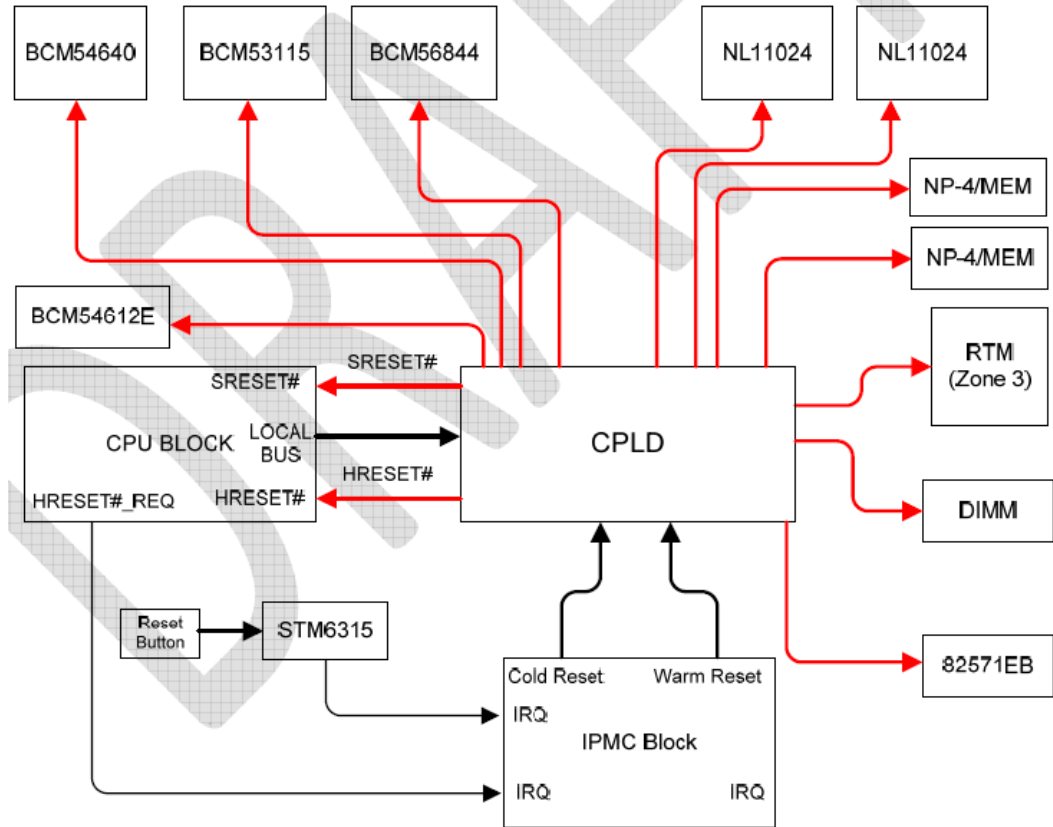 BCM54640
BCM53115
BCM56844
NL11024
NL11024
NP-4/MEM
NP-4/MEM
BCM54612E
RTM
(Zone 3)
SRESET#
SRESET#
CPU BLOCK
LOCAL
BUS
CPLD
HRESET#
HRESET#_REQ
HRESET#
DIMM
Reset
Button
STM6315
82571EB
Cold Reset
Warm Reset
IRQ
IPMC Block
IRQ
IRQ
DRAFT